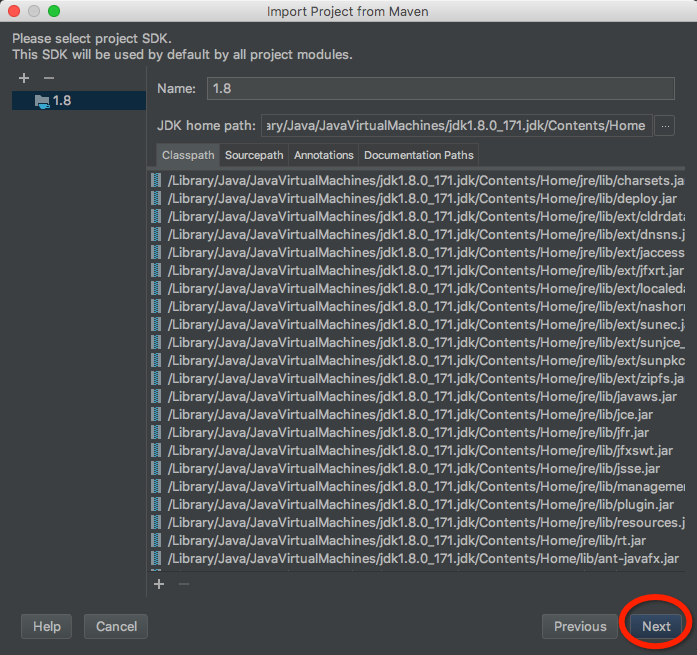 Import Project from Maven
Please select project SDK.
This SDK will be used by default by all project modules.
1.8
Name: 1.8
JDK home path: ary/Java/JavaVirtualMachines/jdk1.8.0_171.jdk/Contents/Home ...
Classpath Sourcepath Annotations Documentation Paths
/Library/Java/JavaVirtualMachines/jdk1.8.0_171.jdk/Contents/Home/jre/lib/charsets.jar
/Library/Java/JavaVirtualMachines/jdk1.8.0_171.jdk/Contents/Home/jre/lib/deploy.jar
/Library/Java/JavaVirtualMachines/jdk1.8.0_171.jdk/Contents/Home/jre/lib/ext/cldrdata
/Library/Java/JavaVirtualMachines/jdk1.8.0_171.jdk/Contents/Home/jre/lib/ext/dnsns.j
/Library/Java/JavaVirtualMachines/jdk1.8.0_171.jdk/Contents/Home/jre/lib/ext/jaccess
/Library/Java/JavaVirtualMachines/jdk1.8.0_171.jdk/Contents/Home/jre/lib/ext/jfxrt.jar
/Library/Java/JavaVirtualMachines/jdk1.8.0_171.jdk/Contents/Home/jre/lib/ext/localeda
/Library/Java/JavaVirtualMachines/jdk1.8.0_171.jdk/Contents/Home/jre/lib/ext/nashorn
/Library/Java/JavaVirtualMachines/jdk1.8.0_171.jdk/Contents/Home/jre/lib/ext/sunec.ja
/Library/Java/JavaVirtualMachines/jdk1.8.0_171.jdk/Contents/Home/jre/lib/ext/sunjce_
/Library/Java/JavaVirtualMachines/jdk1.8.0_171.jdk/Contents/Home/jre/lib/ext/sunpkc
/Library/Java/JavaVirtualMachines/jdk1.8.0_171.jdk/Contents/Home/jre/lib/ext/zipfs.jar
/Library/Java/JavaVirtualMachines/jdk1.8.0_171.jdk/Contents/Home/jre/lib/javaws.jar
/Library/Java/JavaVirtualMachines/jdk1.8.0_171.jdk/Contents/Home/jre/lib/jce.jar
/Library/Java/JavaVirtualMachines/jdk1.8.0_171.jdk/Contents/Home/jre/lib/jfr.jar
/Library/Java/JavaVirtualMachines/jdk1.8.0_171.jdk/Contents/Home/jre/lib/jfxswt.jar
/Library/Java/JavaVirtualMachines/jdk1.8.0_171.jdk/Contents/Home/jre/lib/jsse.jar
/Library/Java/JavaVirtualMachines/jdk1.8.0_171.jdk/Contents/Home/jre/lib/managemen
/Library/Java/JavaVirtualMachines/jdk1.8.0_171.jdk/Contents/Home/jre/lib/plugin.jar
/Library/Java/JavaVirtualMachines/jdk1.8.0_171.jdk/Contents/Home/jre/lib/resources.j
/Library/Java/JavaVirtualMachines/jdk1.8.0_171.jdk/Contents/Home/jre/lib/rt.jar
/Library/Java/JavaVirtualMachines/jdk1.8.0_171.jdk/Contents/Home/lib/ant-javafx.jar
Help Cancel Previous Next